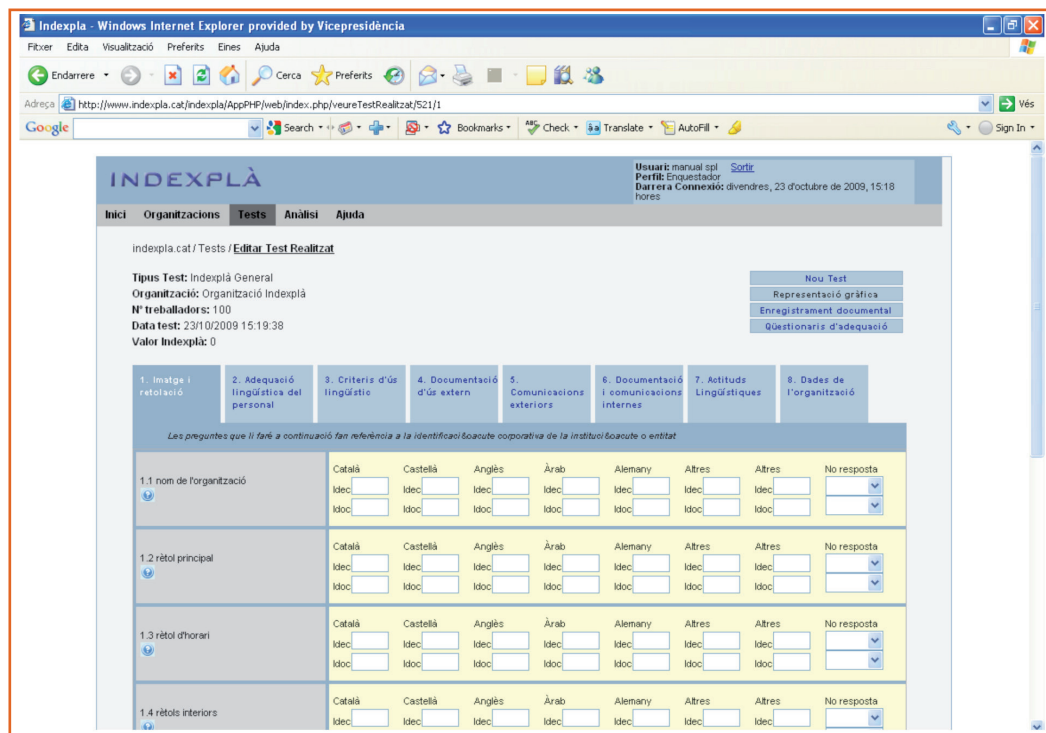 Indexpla - Windows Internet Explorer provided by Vicepresidència
Fitxer Edita Visualització Preferits Eines Ajuda
Endarrere Cerca Preferits
Adreça http://www.indexpla.cat/indexpla/AppPHP/web/index.php/veureTestRealitzat/521/1 Vés
Google Search Bookmarks Check Translate AutoFill Sign In
INDEXPLÀ
Usuari: manual spl Sortir
Perfil: Enquestador
Darrera Connexió: divendres, 23 d'octubre de 2009, 15:18
hores
Inici Organitzacions Tests Anàlisi Ajuda
indexpla.cat / Tests / Editar Test Realitzat
Tipus Test: Indexplà General
Organització: Organització Indexplà
Nº treballadors: 100
Data test: 23/10/2009 15:19:38
Valor Indexplà: 0
Nou Test
Representació gràfica
Enregistrament documental
Qüestionaris d'adequació
1. Imatge i
retolació
2. Adequació
lingüística del
personal
3. Criteris d'ús
lingüístic
4. Documentació
d'ús extern
5.
Comunicacions
exteriors
6. Documentació
i comunicacions
internes
7. Actituds
Lingüístiques
8. Dades de
l'organització
Les preguntes que li faré a continuació fan referència a la identificaci&oacute corporativa de la instituci&oacute o entitat
1.1 nom de l'organització
Català Castellà Anglès Àrab Alemany Altres Altres No resposta
Idec Idec Idec Idec Idec Idec Idec
Idoc Idoc Idoc Idoc Idoc Idoc Idoc
1.2 rètol principal
Català Castellà Anglès Àrab Alemany Altres Altres No resposta
Idec Idec Idec Idec Idec Idec Idec
Idoc Idoc Idoc Idoc Idoc Idoc Idoc
1.3 rètol d'horari
Català Castellà Anglès Àrab Alemany Altres Altres No resposta
Idec Idec Idec Idec Idec Idec Idec
Idoc Idoc Idoc Idoc Idoc Idoc Idoc
1.4 rètols interiors
Català Castellà Anglès Àrab Alemany Altres Altres No resposta
Idec Idec Idec Idec Idec Idec Idec